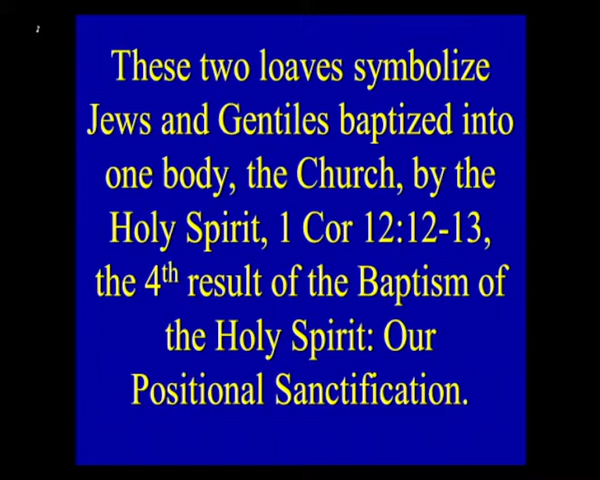 These two loaves symbolize
Jews and Gentiles baptized into
one body, the Church, by the
Holy Spirit, 1 Cor 12:12-13,
the 4th result of the Baptism of
the Holy Spirit: Our
Positional Sanctification.